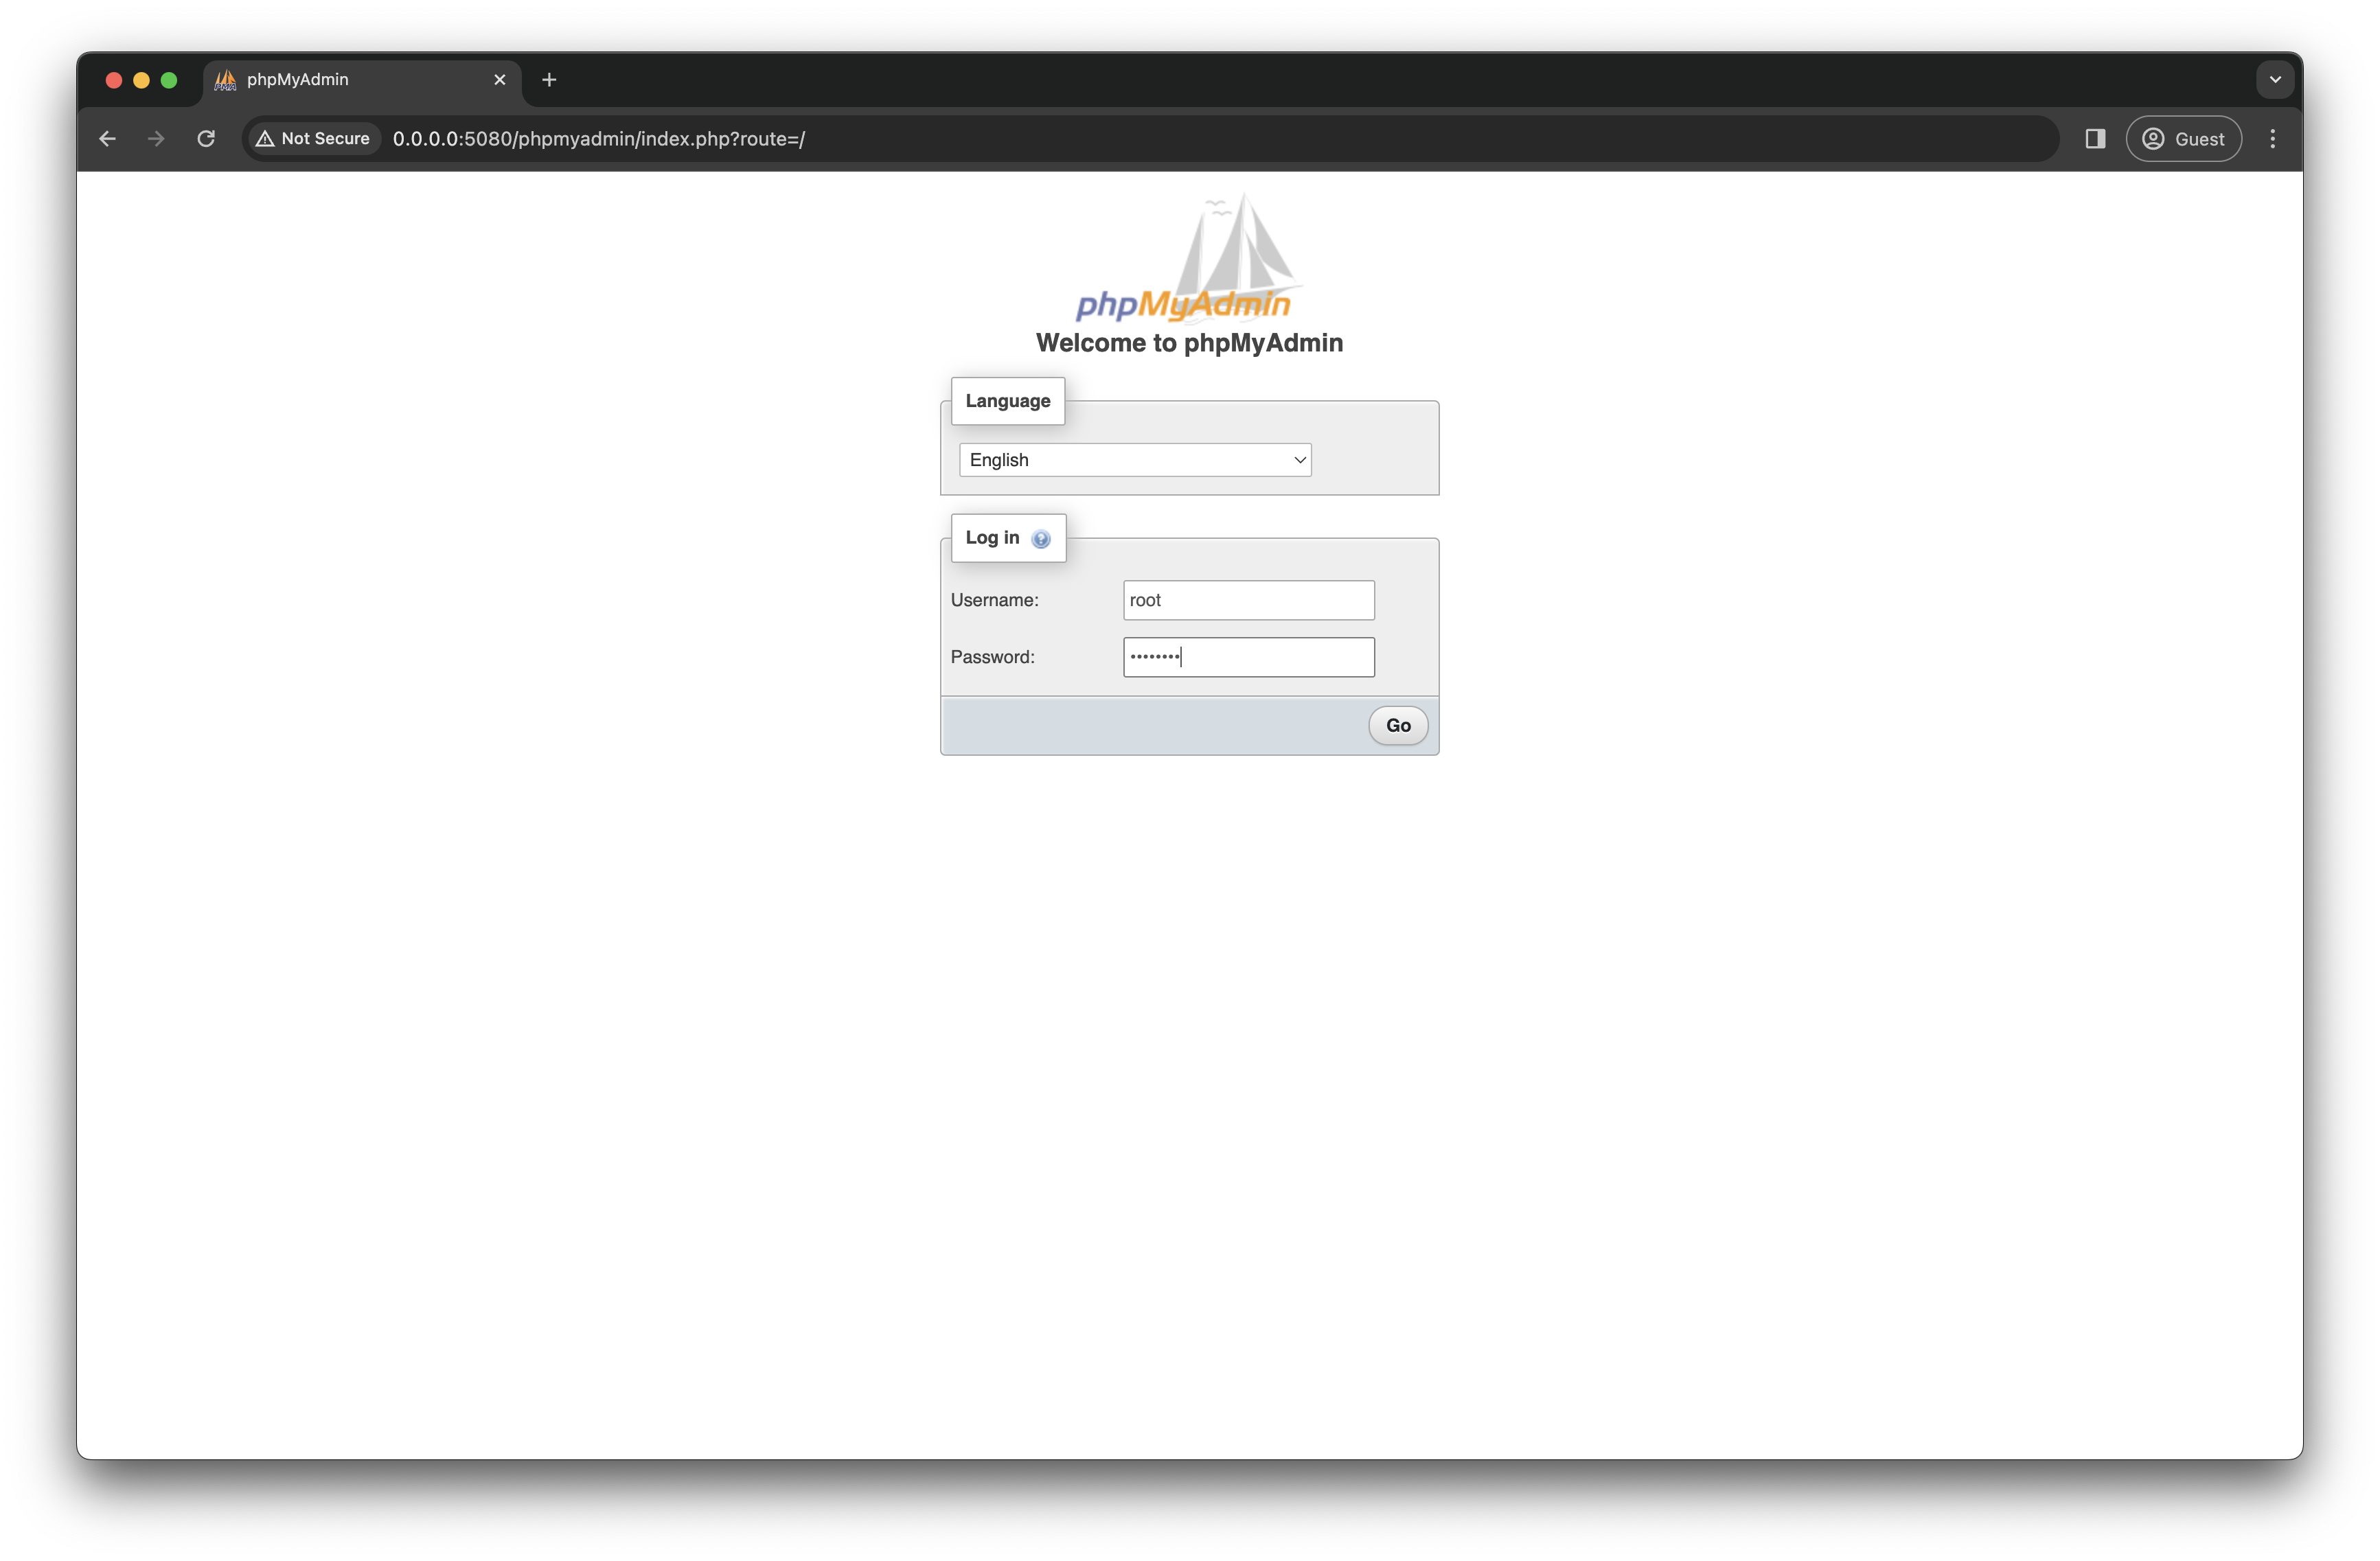 phpMyAdmin
Not Secure 0.0.0.0:5080/phpmyadmin/index.php?route=/ Guest
phpMyAdmin
Welcome to phpMyAdmin
Language
English
Log in
Username: root
Password: ••••••••
Go